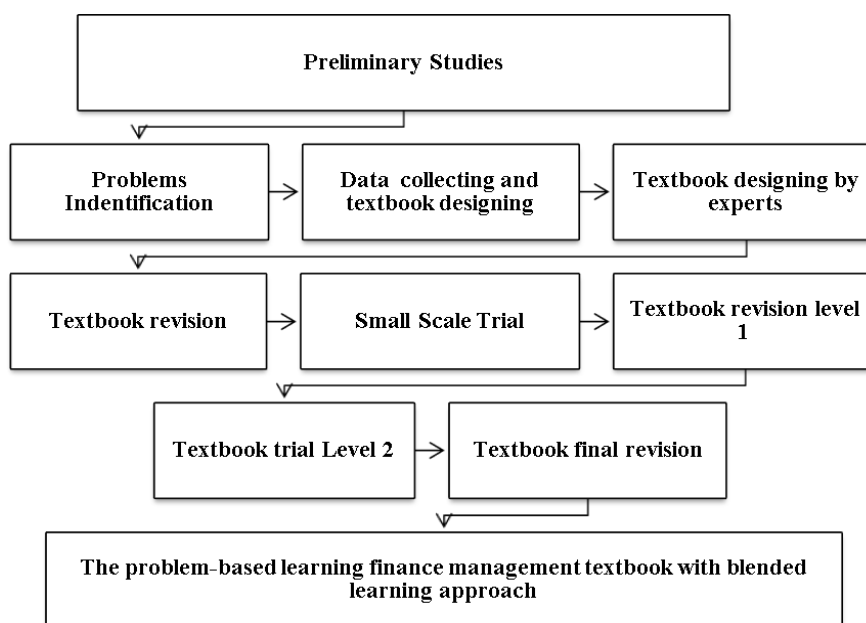 Preliminary Studies
Problems
Indentification
Data collecting and
textbook designing
Textbook designing by
experts
Textbook revision
Small Scale Trial
Textbook revision level
1
Textbook trial Level 2
Textbook final revision
The problem-based learning finance management textbook with blended
learning approach